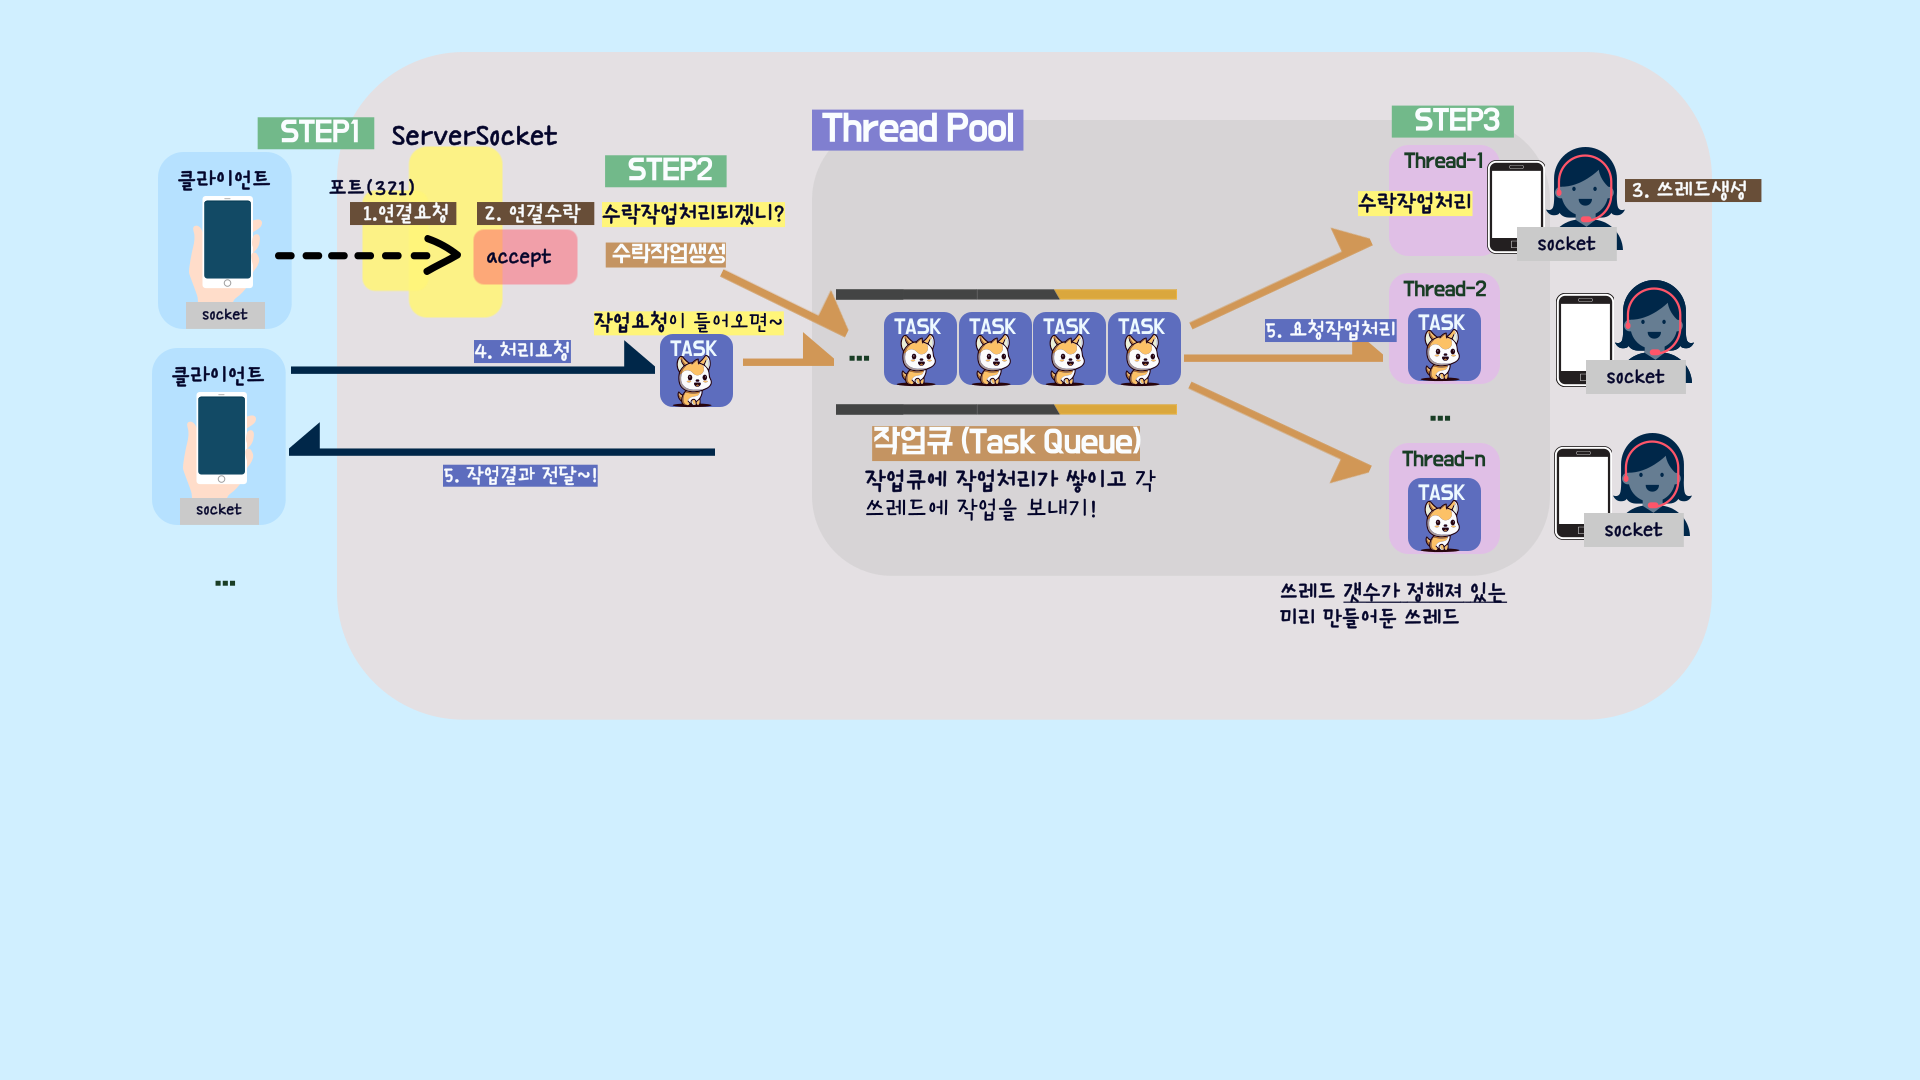 STEP1
ServerSocket
클라이언트
포트(321)
1.연결요청
2. 연결수락
accept
socket
STEP2
수락작업처리되겠니?
수락작업생성
작업요청이 들어오면~
TASK
4. 처리요청
클라이언트
socket
5. 작업결과 전달~!
...
Thread Pool
...
TASK
TASK
TASK
TASK
작업큐 (Task Queue)
작업큐에 작업처리가 쌓이고 각
쓰레드에 작업을 보내기!
STEP3
Thread-1
수락작업처리
3. 쓰레드생성
socket
Thread-2
5. 요청작업처리
TASK
socket
...
Thread-n
TASK
socket
쓰레드 갯수가 정해져 있는
미리 만들어둔 쓰레드